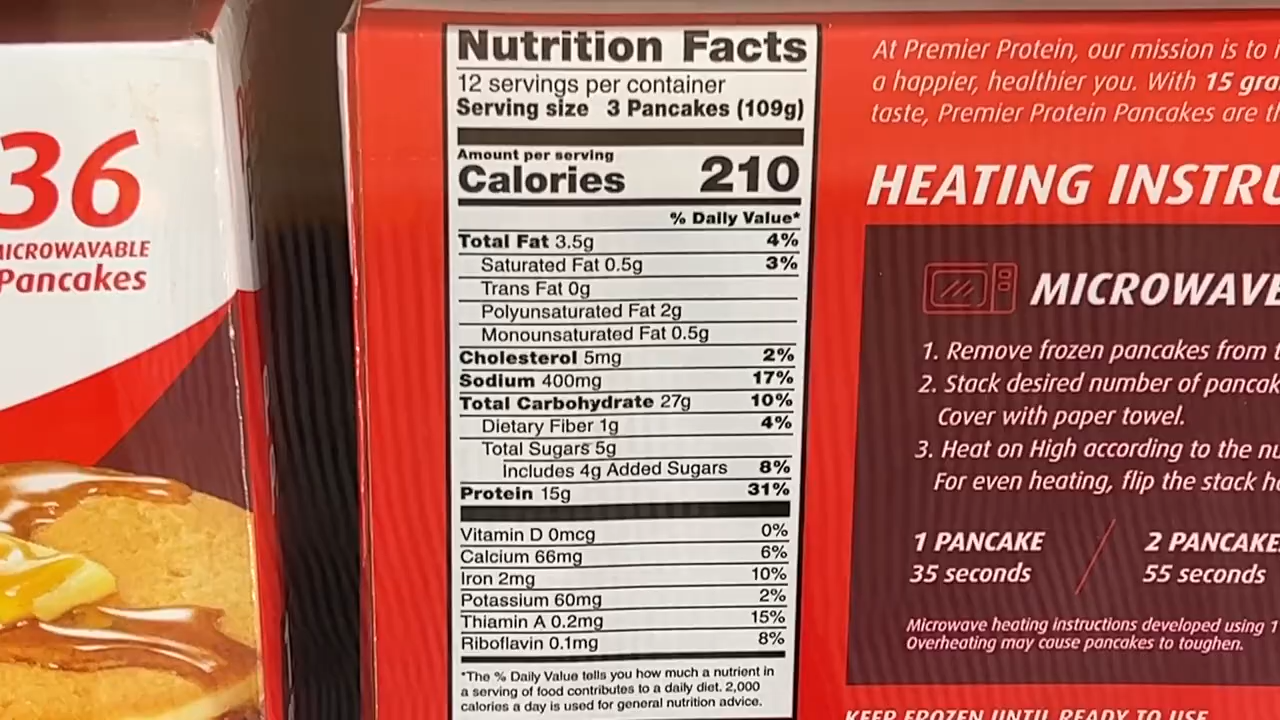 36
MICROWAVABLE
Pancakes
Nutrition Facts
12 servings per container
Serving size 3 Pancakes (109g)
Amount per serving
Calories 210
% Daily Value*
Total Fat 3.5g 4%
Saturated Fat 0.5g 3%
Trans Fat 0g
Polyunsaturated Fat 2g
Monounsaturated Fat 0.5g
Cholesterol 5mg 2%
Sodium 400mg 17%
Total Carbohydrate 27g 10%
Dietary Fiber 1g 4%
Total Sugars 5g
Includes 4g Added Sugars 8%
Protein 15g 31%
Vitamin D 0mcg 0%
Calcium 66mg 6%
Iron 2mg 10%
Potassium 60mg 2%
Thiamin A 0.2mg 15%
Riboflavin 0.1mg 8%
*The % Daily Value tells you how much a nutrient in
a serving of food contributes to a daily diet. 2,000
calories a day is used for general nutrition advice.
At Premier Protein, our mission is to
a happier, healthier you. With 15
taste, Premier Protein Pancakes are
HEATING
MICROWAVE
1. Remove frozen pancakes from
2. Stack desired number of
Cover with paper towel.
3. Heat on High according to the
For even heating, flip the stack
1 PANCAKE
35 seconds
2 PANCAKE
55 seconds
Microwave heating instructions developed using
Overheating may cause pancakes to toughen.
KEEP FROZEN UNTIL READY TO USE